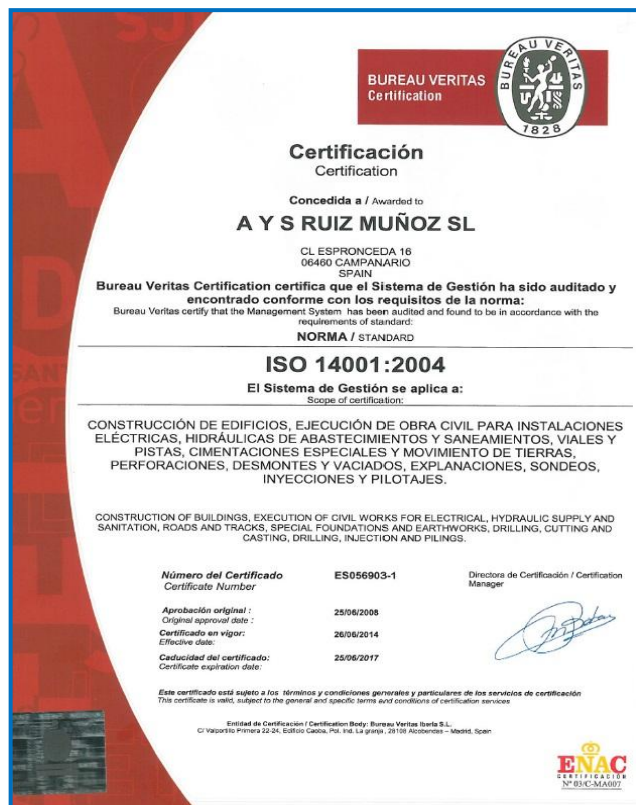 BUREAU VERITAS
Certification
BUREAU VERITAS
1828
Certificación
Certification
Concedida a / Awarded to
A Y S RUIZ MUÑOZ SL
CL ESPRONCEDA 16
06460 CAMPANARIO
SPAIN
Bureau Veritas Certification certifica que el Sistema de Gestión ha sido auditado y
encontrado conforme con los requisitos de la norma:
Bureau Veritas certify that the Management System has been audited and found to be in accordance with the
requirements of standard:
NORMA / STANDARD
ISO 14001:2004
El Sistema de Gestión se aplica a:
Scope of certification:
CONSTRUCCIÓN DE EDIFICIOS, EJECUCIÓN DE OBRA CIVIL PARA INSTALACIONES
ELÉCTRICAS, HIDRÁULICAS DE ABASTECIMIENTOS Y SANEAMIENTOS, VIALES Y
PISTAS, CIMENTACIONES ESPECIALES Y MOVIMIENTO DE TIERRAS,
PERFORACIONES, DESMONTES Y VACIADOS, EXPLANACIONES, SONDEOS,
INYECCIONES Y PILOTAJES.
CONSTRUCTION OF BUILDINGS, EXECUTION OF CIVIL WORKS FOR ELECTRICAL, HYDRAULIC SUPPLY AND
SANITATION, ROADS AND TRACKS, SPECIAL FOUNDATIONS AND EARTHWORKS, DRILLING, CUTTING AND
CASTING, DRILLING, INJECTION AND PILINGS.
Número del Certificado ES056903-1 Directora de Certificación / Certification
Certificate Number Manager
Aprobación original : 25/06/2008
Original approval date :
Certificado en vigor: 26/06/2014
Effective date:
Caducidad del certificado: 25/06/2017
Certificate expiration date:
Este certificado está sujeto a los términos y condiciones generales y particulares de los servicios de certificación
This certificate is valid, subject to the general and specific terms and conditions of certification services
Entidad de Certificación / Certification Body: Bureau Veritas Iberia S.L.
C/ Valportillo Primera 22-24, Edificio Caoba, Pol. Ind. La granja, 28108 Alcobendas – Madrid, Spain
ENAC
CERTIFICACIÓN
Nº 03/C-MA007